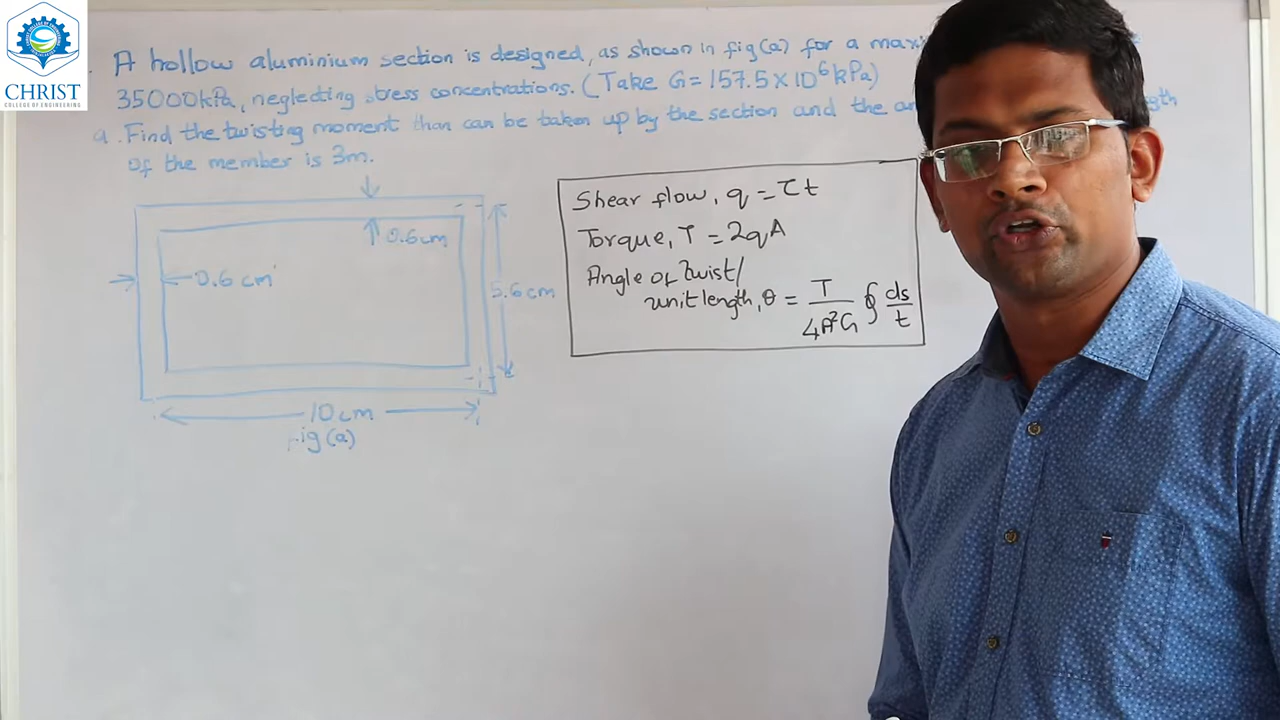 CHRIST
COLLEGE OF ENGINEERING
A hollow aluminium section is designed, as shown in fig(a) for a maxi
35000kPa, neglecting stress concentrations. (Take G = 157.5 × 10⁶ kPa)
a. Find the twisting moment than can be taken up by the section and the an gth
of the member is 3m.
0.6cm
0.6 cm
5.6 cm
10 cm
fig(a)
Shear flow, q = τt
Torque, T = 2qA
Angle of Twist/
unit length, θ = T/4A²G ∮ ds/t